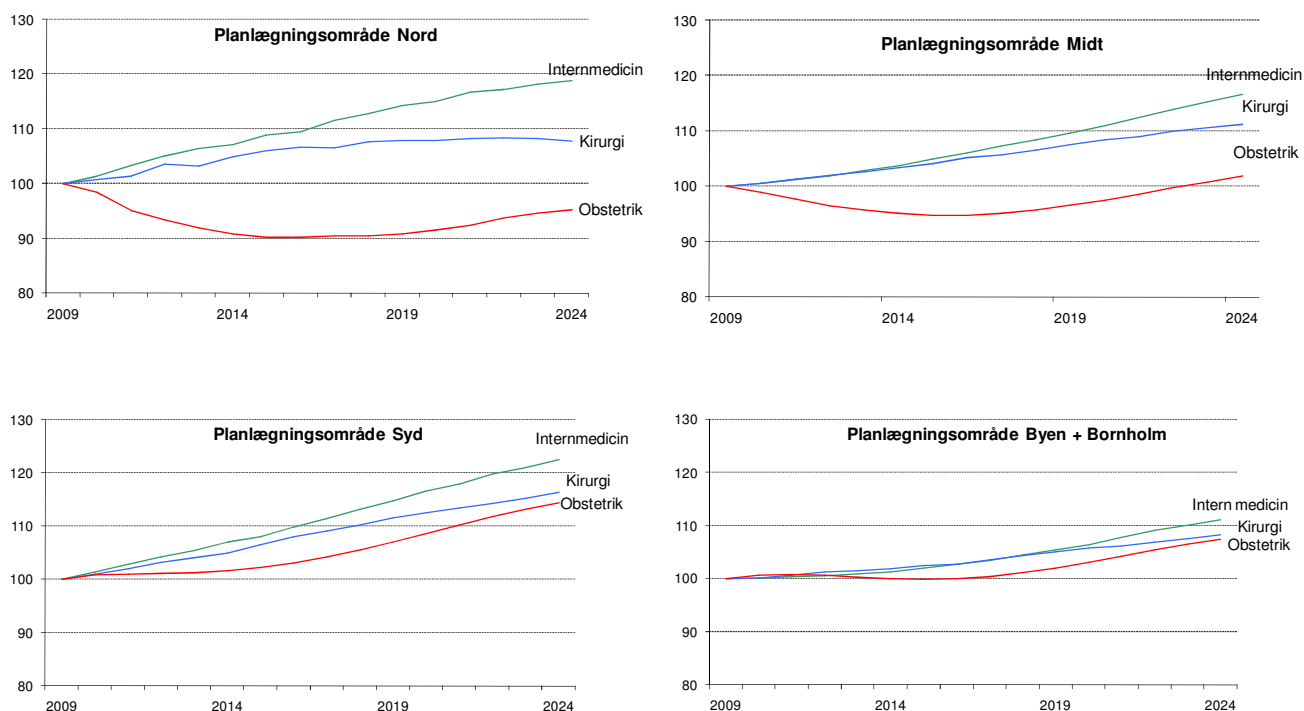 Planlægningsområde Nord
130
120
110
100
90
80
Internmedicin
Kirurgi
Obstetrik
2009 2014 2019 2024
Planlægningsområde Midt
130
120
110
100
90
80
Internmedicin
Kirurgi
Obstetrik
2009 2014 2019 2024
Planlægningsområde Syd
130
120
110
100
90
80
Internmedicin
Kirurgi
Obstetrik
2009 2014 2019 2024
Planlægningsområde Byen + Bornholm
130
120
110
100
90
80
Intern medicin
Kirurgi
Obstetrik
2009 2014 2019 2024